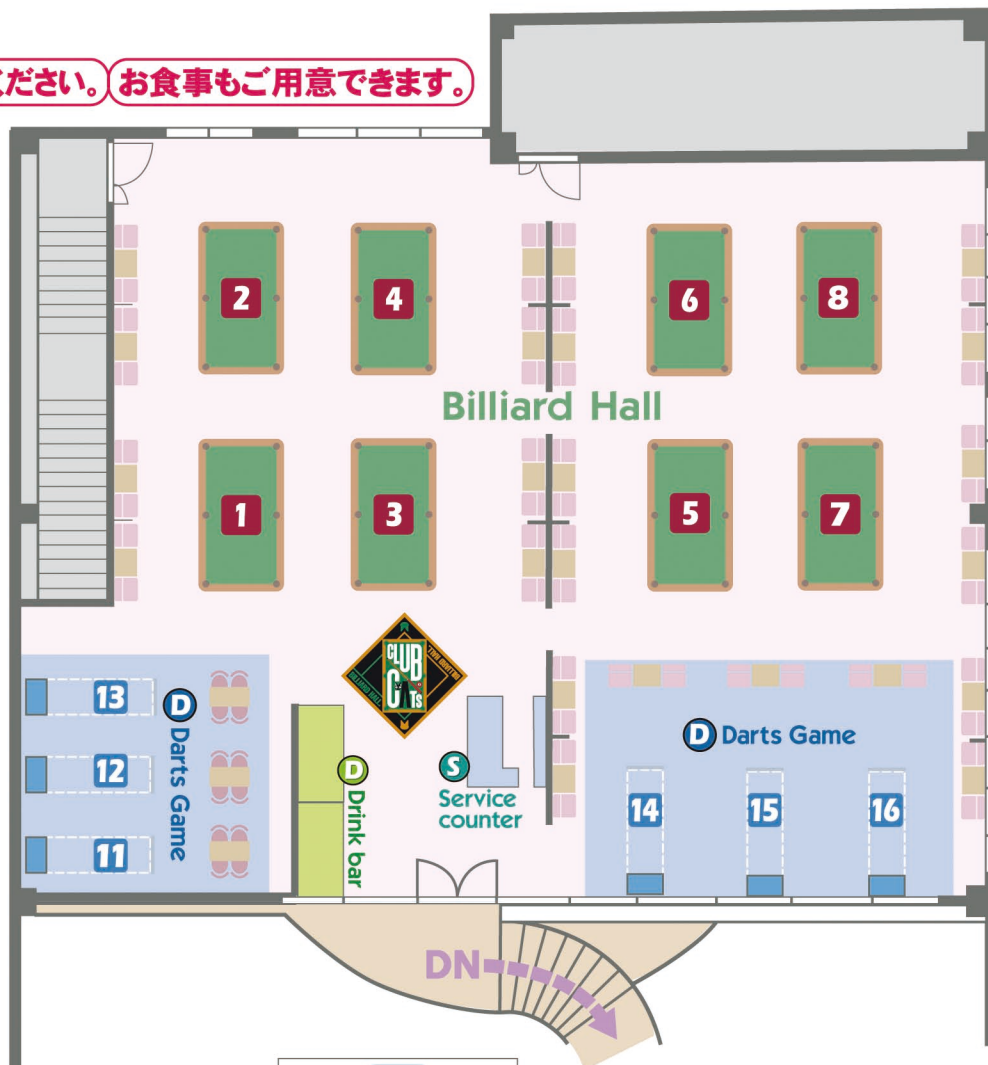 ください。
お食事もご用意できます。
2
4
6
8
Billiard Hall
1
3
5
7
CLUB
CATS
13
12
11
D
Darts Game
D
Drink bar
S
Service
counter
D Darts Game
14
15
16
DN